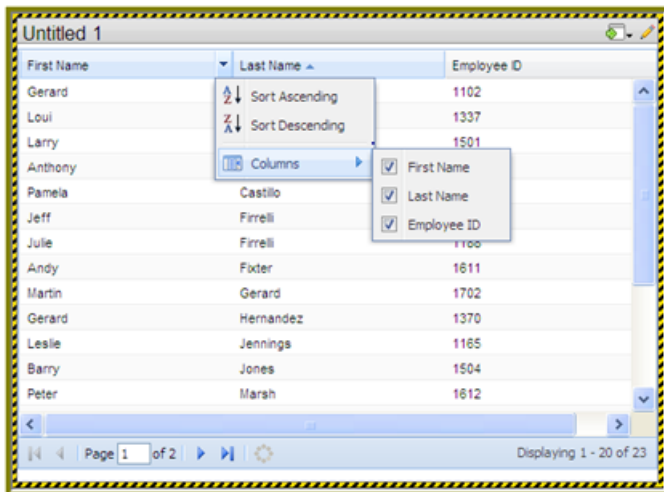 Untitled 1
First Name Last Name Employee ID
Gerard 1102
Sort Ascending
Loui 1337
Sort Descending
Larry 1501
Anthony Columns First Name
Pamela Castillo Last Name
Jeff Firrelli Employee ID
Julie Firrelli
Andy Fixter 1611
Martin Gerard 1702
Gerard Hernandez 1370
Leslie Jennings 1165
Barry Jones 1504
Peter Marsh 1612
Page 1 of 2 Displaying 1 - 20 of 23